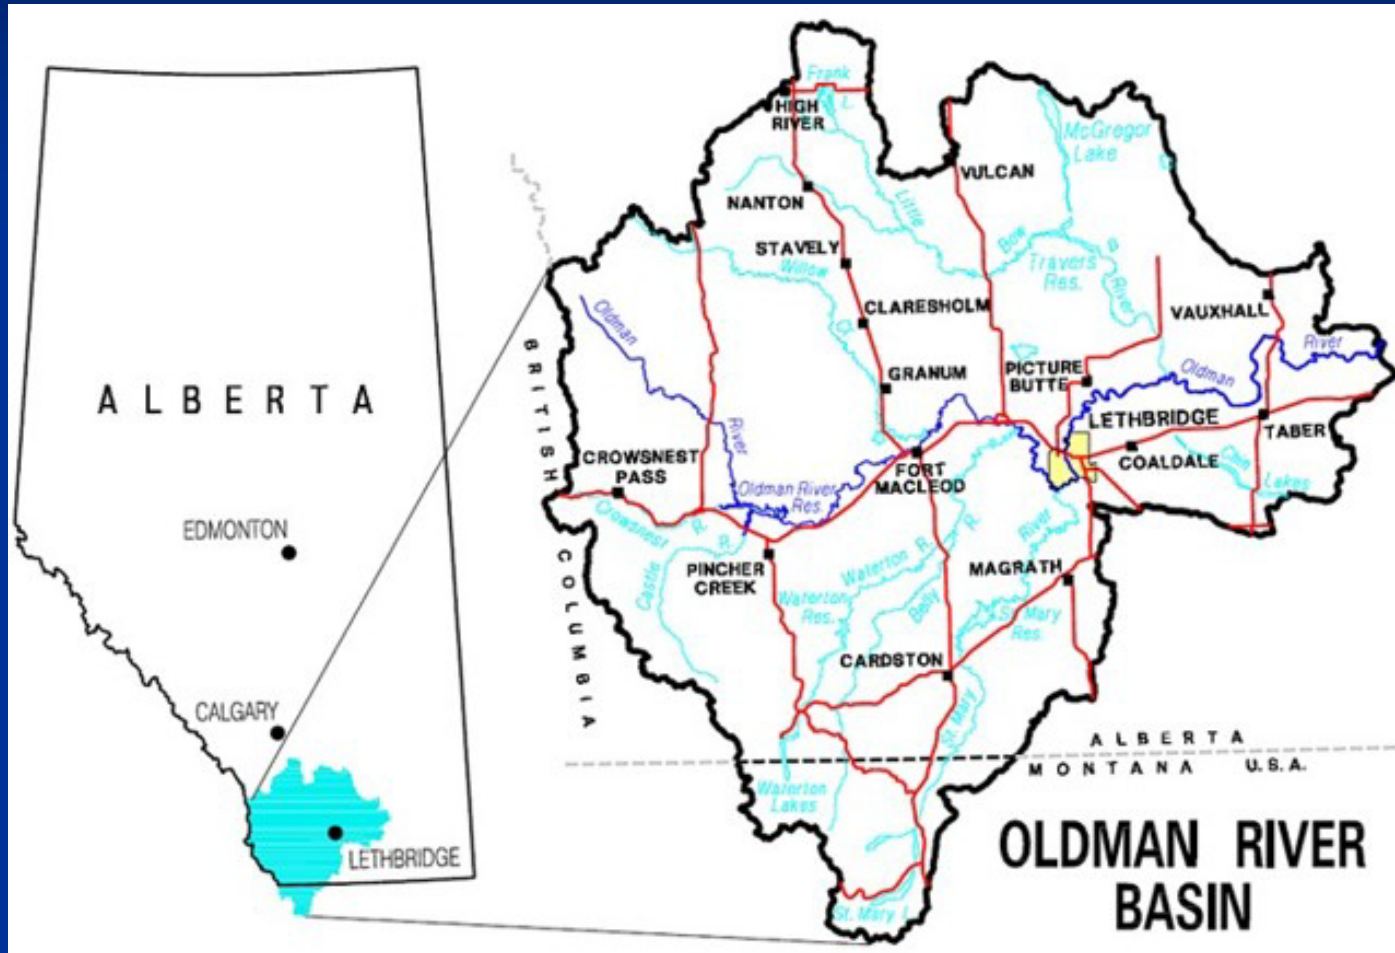 ALBERTA
EDMONTON
CALGARY
LETHBRIDGE
Frank
L.
HIGH
RIVER
McGregor
Lake
VULCAN
NANTON
Little
Bow
River
STAVELY
Willow
Cr.
Travers
Res.
CLARESHOLM
VAUXHALL
Oldman
River
BRITISH
COLUMBIA
GRANUM
PICTURE
BUTTE
Oldman
River
LETHBRIDGE
TABER
COALDALE
Chin
Lakes
CROWSNEST
PASS
Oldman River
Res.
FORT
MACLEOD
Crowsnest
R.
Castle
R.
PINCHER
CREEK
Waterton R.
Waterton
Res.
Belly
R.
River
MAGRATH
St. Mary
Res.
CARDSTON
St. Mary
ALBERTA
MONTANA U.S.A.
Waterton
Lakes
St. Mary L.
OLDMAN RIVER
BASIN